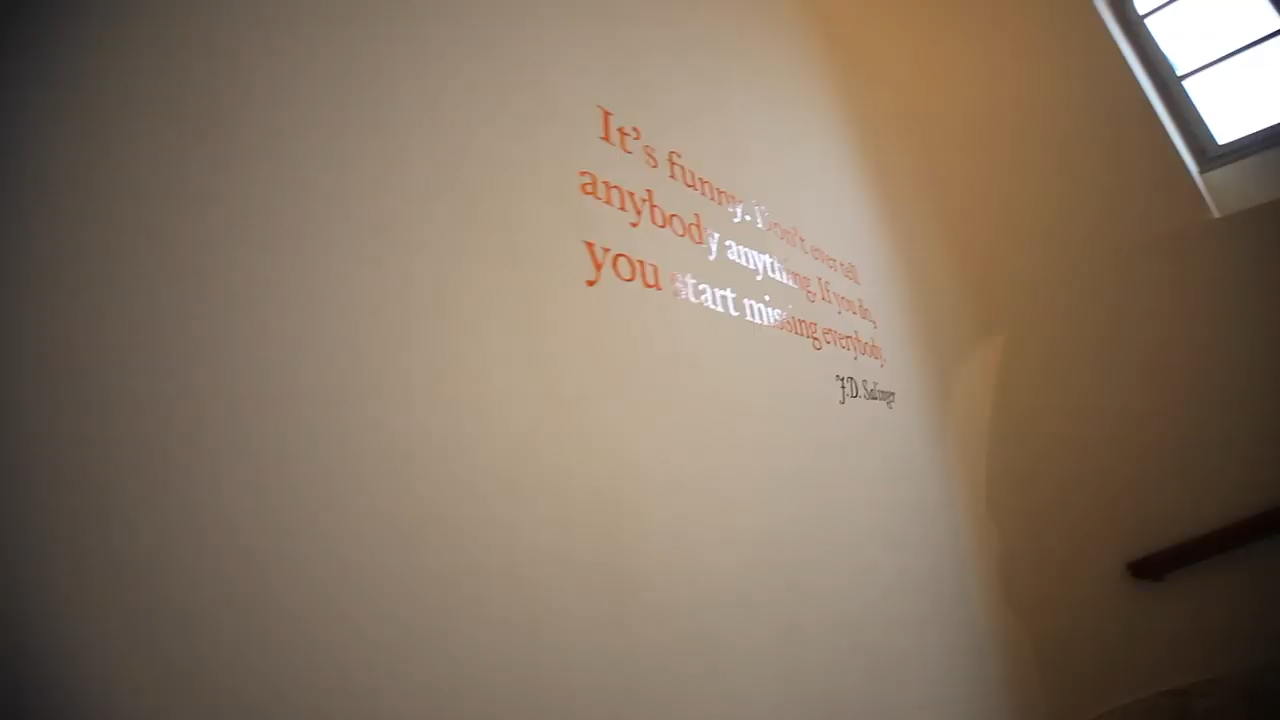 It's funny. Don't ever tell
anybody anything. If you do,
you start missing everybody.
J.D. Salinger